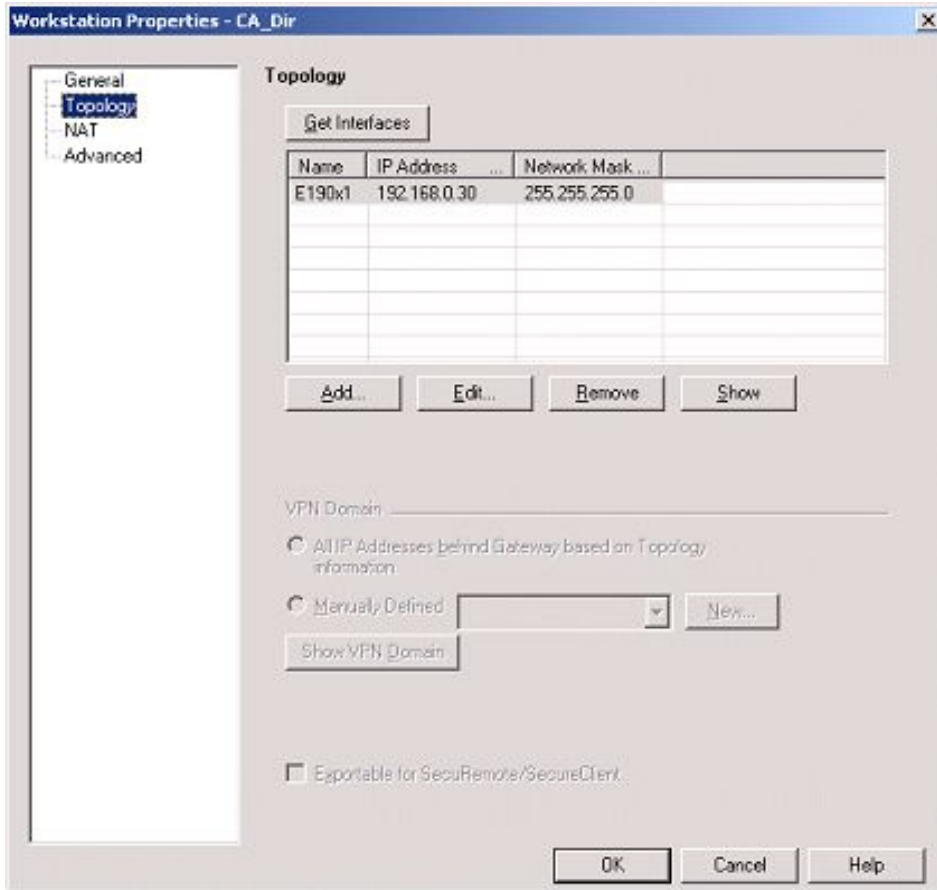 Workstation Properties - CA_Dir
General
Topology
NAT
Advanced
Topology
Get Interfaces
Name IP Address ... Network Mask ...
E190x1 192.168.0.30 255.255.255.0
Add... Edit... Remove Show
VPN Domain
All IP Addresses behind Gateway based on Topology
information
Manually Defined New...
Show VPN Domain
Exportable for SecuRemote/SecureClient
OK Cancel Help